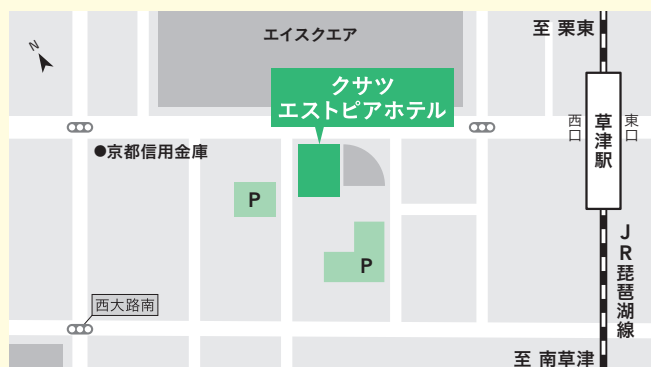 エイスクエア
至 栗東
N
クサツ
エストピアホテル
西口
草津駅
東口
●京都信用金庫
P
P
JR琵琶湖線
西大路南
至 南草津